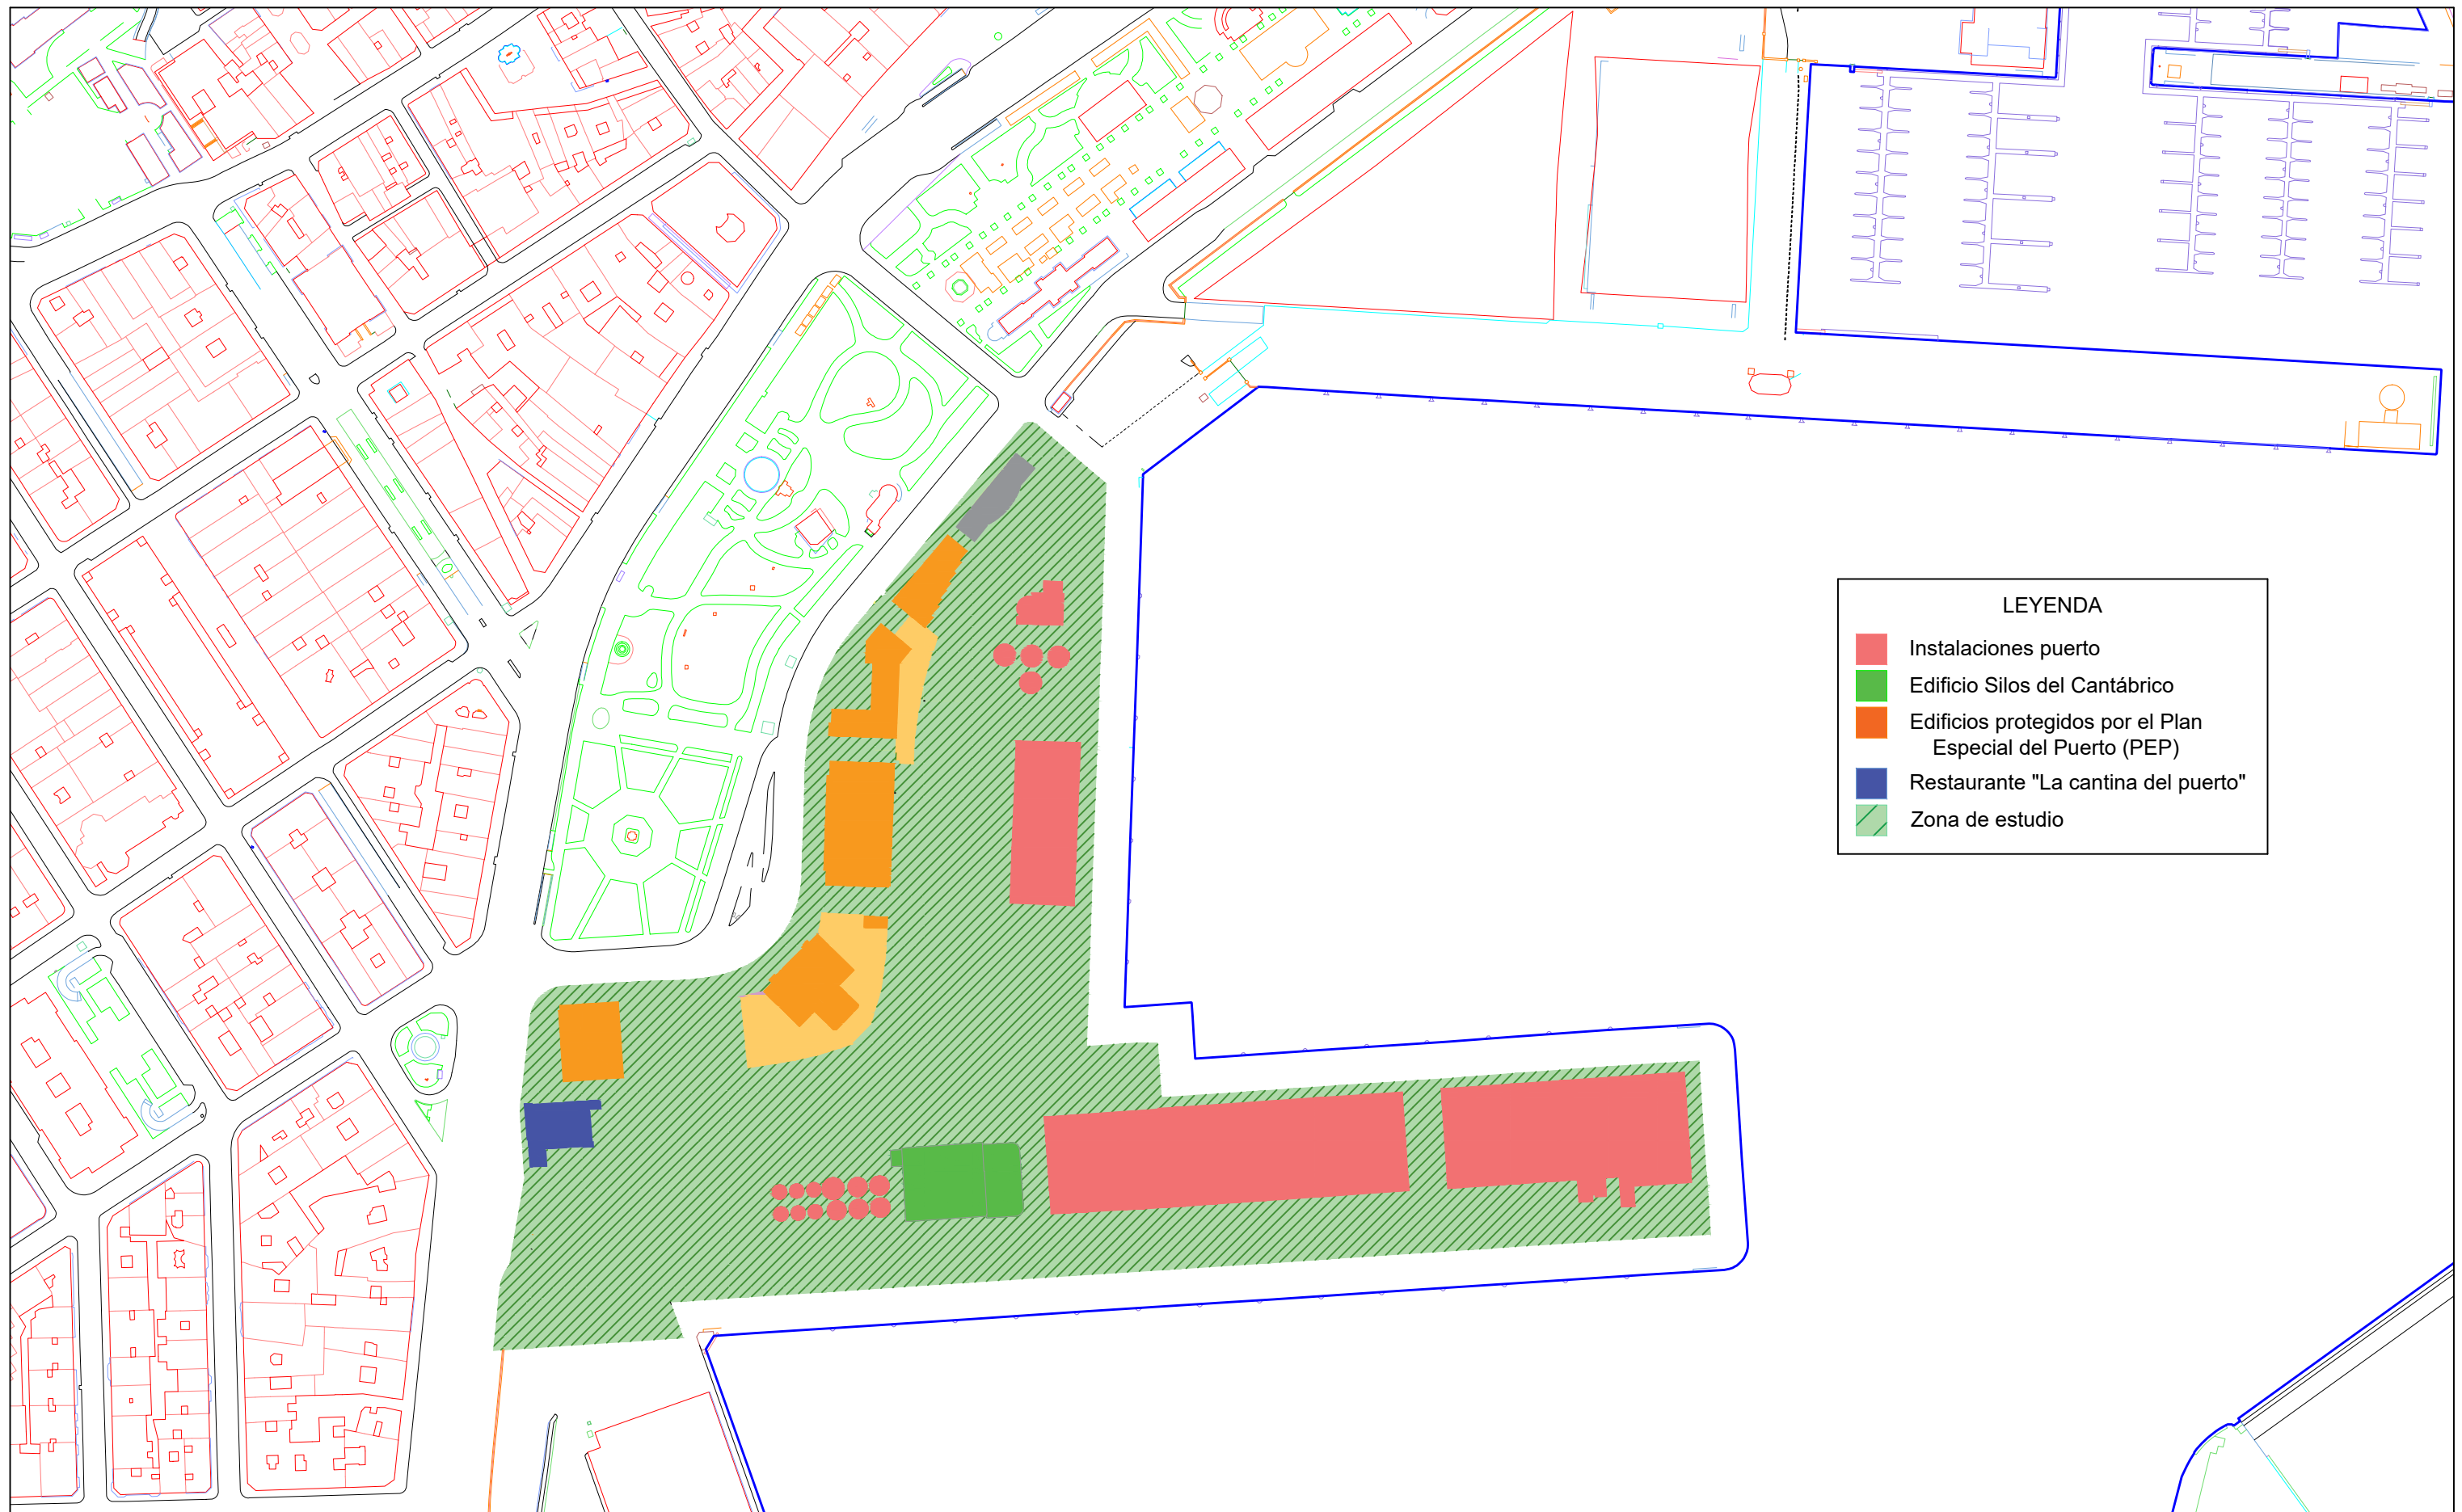 LEYENDA
Instalaciones puerto
Edificio Silos del Cantábrico
Edificios protegidos por el Plan
Especial del Puerto (PEP)
Restaurante "La cantina del puerto"
Zona de estudio